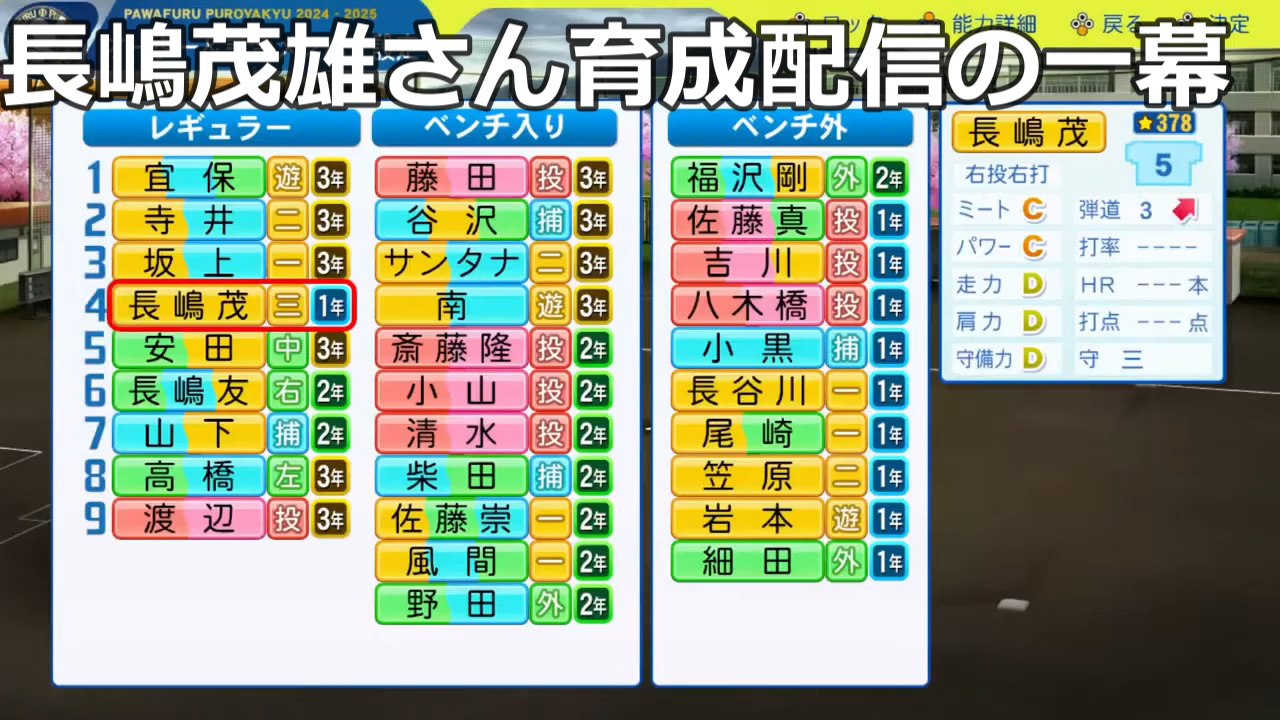 PAWAFURU PUROYAKYU 2024 - 2025
能力詳細
戻る
決定
長嶋茂雄さん育成配信の一幕
レギュラー
1 宜保 遊 3年
2 寺井 二 3年
3 坂上 一 3年
4 長嶋茂 三 1年
5 安田 中 3年
6 長嶋友 右 2年
7 山下 捕 2年
8 高橋 左 3年
9 渡辺 投 3年
ベンチ入り
藤田 投 3年
谷沢 捕 3年
サンタナ 二 3年
南 遊 3年
斎藤隆 投 2年
小山 投 2年
清水 投 2年
柴田 捕 2年
佐藤崇 一 2年
風間 一 2年
野田 外 2年
ベンチ外
福沢剛 外 2年
佐藤真 投 1年
吉川 投 1年
八木橋 投 1年
小黒 捕 1年
長谷川 一 1年
尾崎 一 1年
笠原 二 1年
岩本 遊 1年
細田 外 1年
長嶋茂 ★378
右投右打 5
ミート C 弾道 3
パワー C 打率 ----
走力 D HR ---本
肩力 D 打点 ---点
守備力 D 守 三